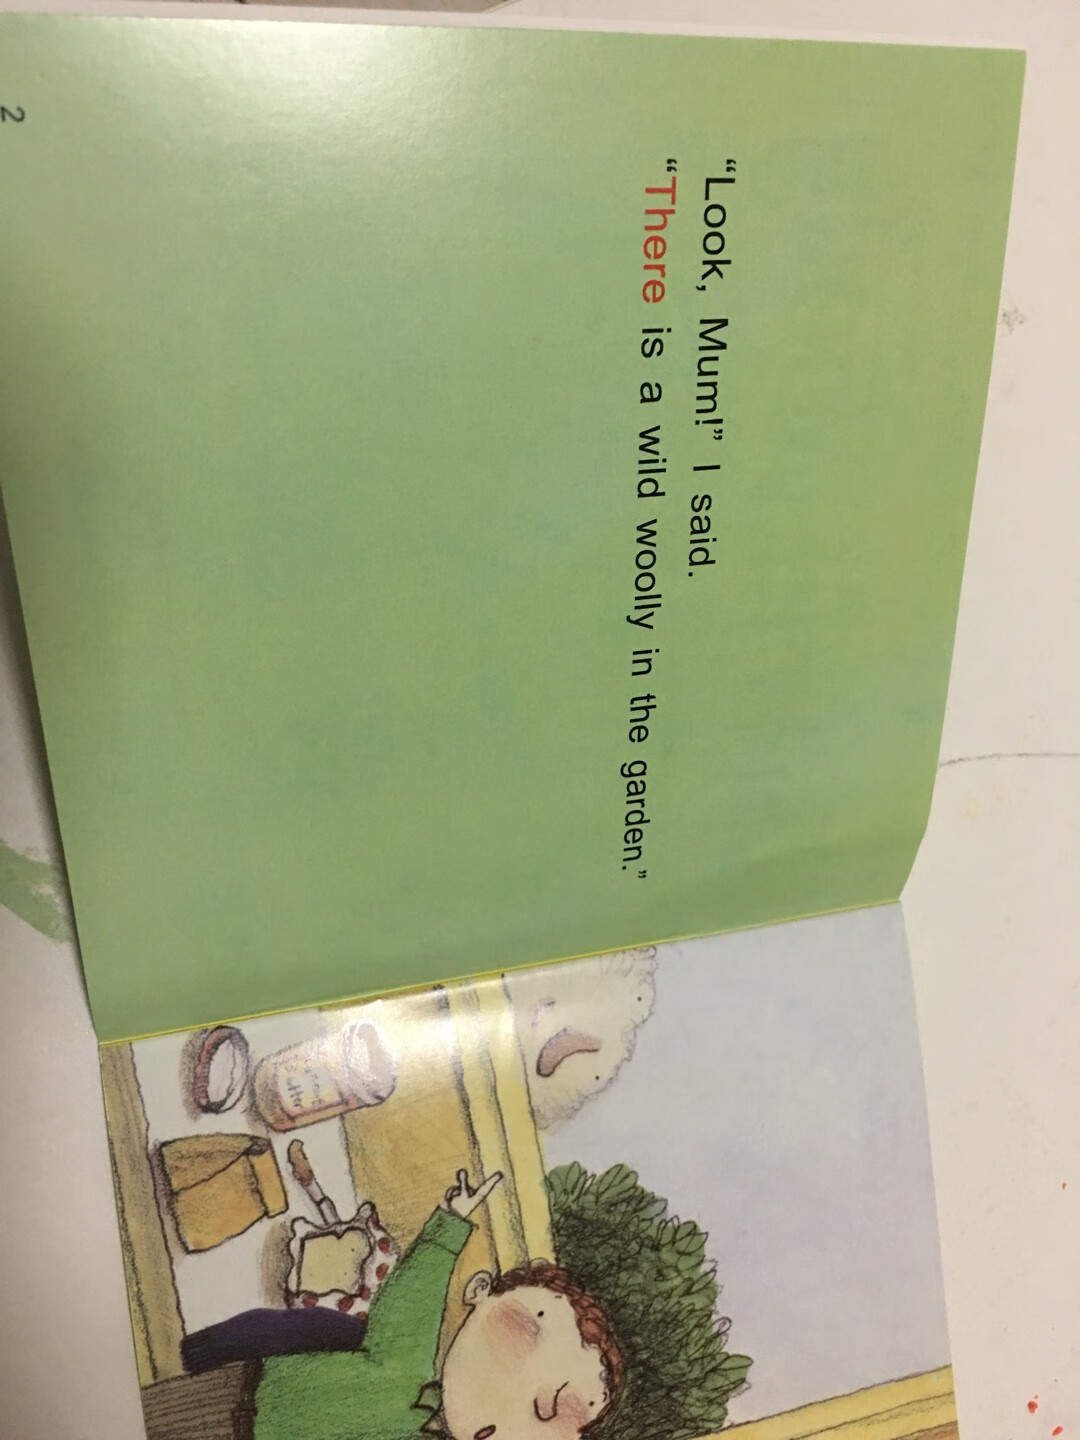 "Look, Mum!" I said.
"There is a wild woolly in the garden."
2